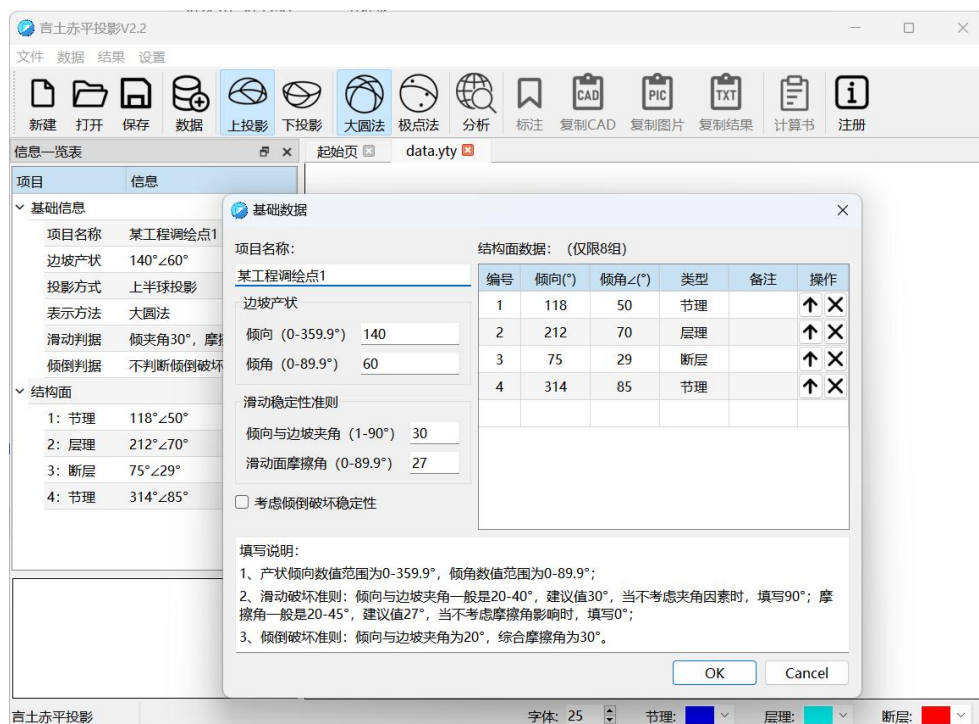 言土赤平投影V2.2
文件 数据 结果 设置
CAD PIC TXT
新建 打开 保存 数据 上投影 下投影 大圆法 极点法 分析 标注 复制CAD 复制图片 复制结果 计算书 注册
信息一览表 起始页 data.yty
项目 信息
基础信息
项目名称 某工程调绘点1
边坡产状 140°∠60°
投影方式 上半球投影
表示方法 大圆法
滑动判据 倾夹角30°，摩擦
倾倒判据 不判断倾倒破坏
结构面
1: 节理 118°∠50°
2: 层理 212°∠70°
3: 断层 75°∠29°
4: 节理 314°∠85°
基础数据
项目名称:
某工程调绘点1
边坡产状
倾向 (0-359.9°) 140
倾角 (0-89.9°) 60
滑动稳定性准则
倾向与边坡夹角 (1-90°) 30
滑动面摩擦角 (0-89.9°) 27
考虑倾倒破坏稳定性
结构面数据: （仅限8组）
编号 倾向(°) 倾角∠(°) 类型 备注 操作
1 118 50 节理
2 212 70 层理
3 75 29 断层
4 314 85 节理
填写说明:
1、产状倾向数值范围为0-359.9°，倾角数值范围为0-89.9°；
2、滑动破坏准则：倾向与边坡夹角一般是20-40°，建议值30°，当不考虑夹角因素时，填写90°；摩
擦角一般是20-45°，建议值27°，当不考虑摩擦角影响时，填写0°；
3、倾倒破坏准则：倾向与边坡夹角为20°，综合摩擦角为30°。
OK Cancel
言土赤平投影 字体: 25 节理: 层理: 断层: